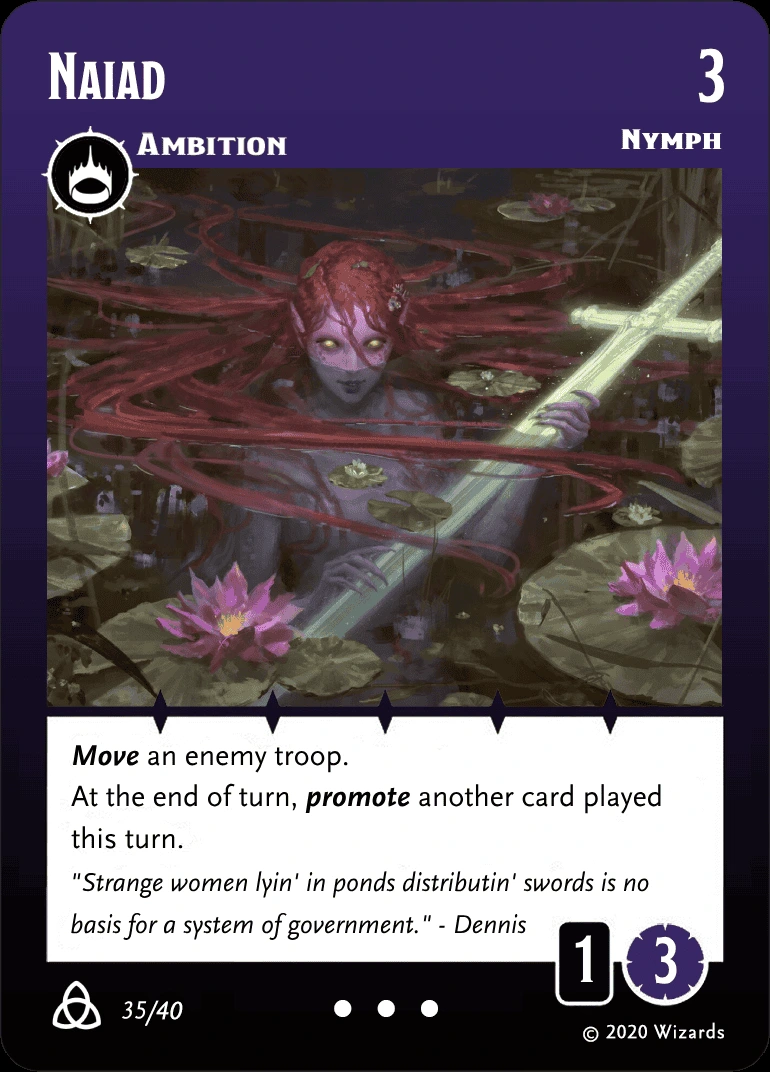 Naiad 3
Ambition Nymph
Move an enemy troop.
At the end of turn, promote another card played
this turn.
"Strange women lyin' in ponds distributin' swords is no
basis for a system of government." - Dennis
1 3
35/40
© 2020 Wizards